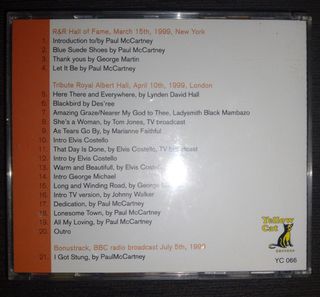 R&R Hall of Fame, March 15th, 1999, New York
1. Introduction to/by Paul McCartney
2. Blue Suede Shoes by Paul McCartney
3. Thank yous by George Martin
4. Let It Be by Paul McCartney
Tribute Royal Albert Hall, April 10th, 1999, London
5. Here There and Everywhere, by Lynden David Hall
6. Blackbird by Des'ree
7. Amazing Graze/Nearer My God to Thee, Ladysmith Black Mambazo
8. She's a Woman, by Tom Jones, TV broadcast
9. As Tears Go By, by Marianne Faithful
10. Intro Elvis Costello
11. That Day Is Done, by Elvis Costello, TV broadcast
12. Intro by Elvis Costello
13. Warm and Beautifull, by Elvis Costello
14. Intro George Michael
15. Long and Winding Road, by George
16. Intro TV version, by Johnny Walker
17. Dedication, by Paul McCartney
18. Lonesome Town, by Paul McCartney
19. All My Loving, by Paul McCartney
20. Outro
Bonustrack, BBC radio broadcast July 5th, 1999
21. I Got Stung, by PaulMcCartney
Yellow
Cat
records
YC 066